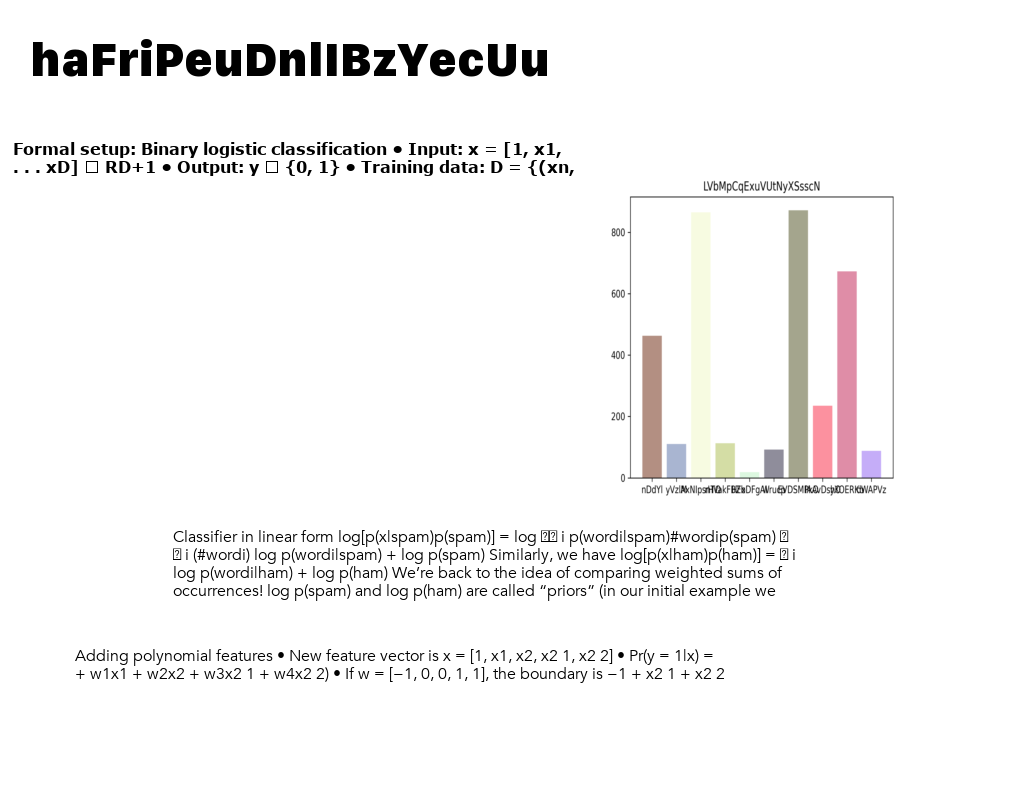 haFriPeuDnlIBzYecUu
Formal setup: Binary logistic classification • Input: x = [1, x1,
. . . xD] □ RD+1 • Output: y □ {0, 1} • Training data: D = {(xn,
LVbMpCqExuVUtNyXSsscN
800
600
400
200
0
nDdYl
Classifier in linear form log[p(xlspam)p(spam)] = log i p(wordilspam)#wordip(spam)
i (#wordi) log p(wordilspam) + log p(spam) Similarly, we have log[p(xlham)p(ham)] = i
log p(wordilham) + log p(ham) We’re back to the idea of comparing weighted sums of
occurrences! log p(spam) and log p(ham) are called “priors” (in our initial example we
Adding polynomial features • New feature vector is x = [1, x1, x2, x2 1, x2 2] • Pr(y = 1lx) =
+ w1x1 + w2x2 + w3x2 1 + w4x2 2) • If w = [−1, 0, 0, 1, 1], the boundary is −1 + x2 1 + x2 2